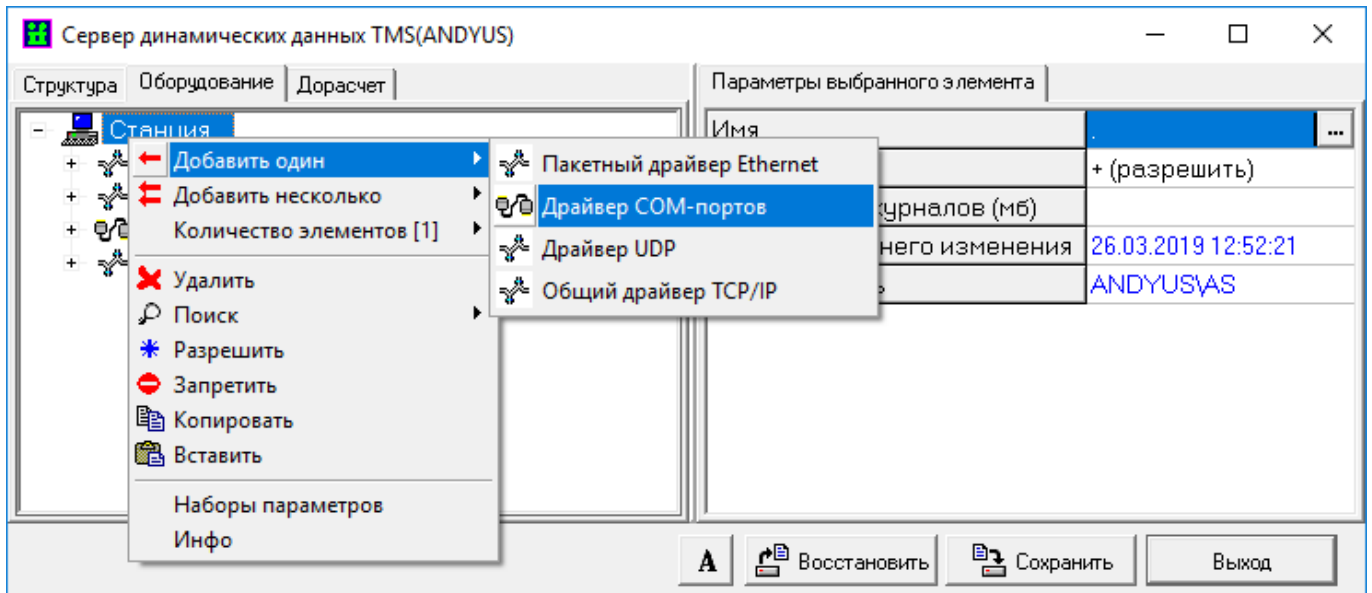 Сервер динамических данных TMS(ANDYUS)
Структура Оборудование Дорасчет
Параметры выбранного элемента
Станция
Имя .
...
Добавить один
Добавить несколько
Количество элементов [1]
Удалить
Поиск
Разрешить
Запретить
Копировать
Вставить
Наборы параметров
Инфо
Пакетный драйвер Ethernet
Драйвер COM-портов
Драйвер UDP
Общий драйвер TCP/IP
+ (разрешить)
урналов (мб)
него изменения 26.03.2019 12:52:21
ANDYUS\AS
A Восстановить Сохранить Выход